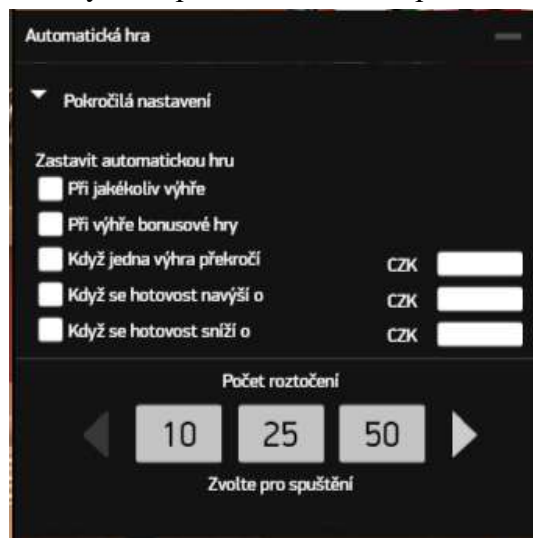 Automatická hra
Pokročilá nastavení
Zastavit automatickou hru
Při jakékoliv výhře
Při výhře bonusové hry
Když jedna výhra překročí CZK
Když se hotovost navýší o CZK
Když se hotovost sníží o CZK
Počet roztočení
10 25 50
Zvolte pro spuštění